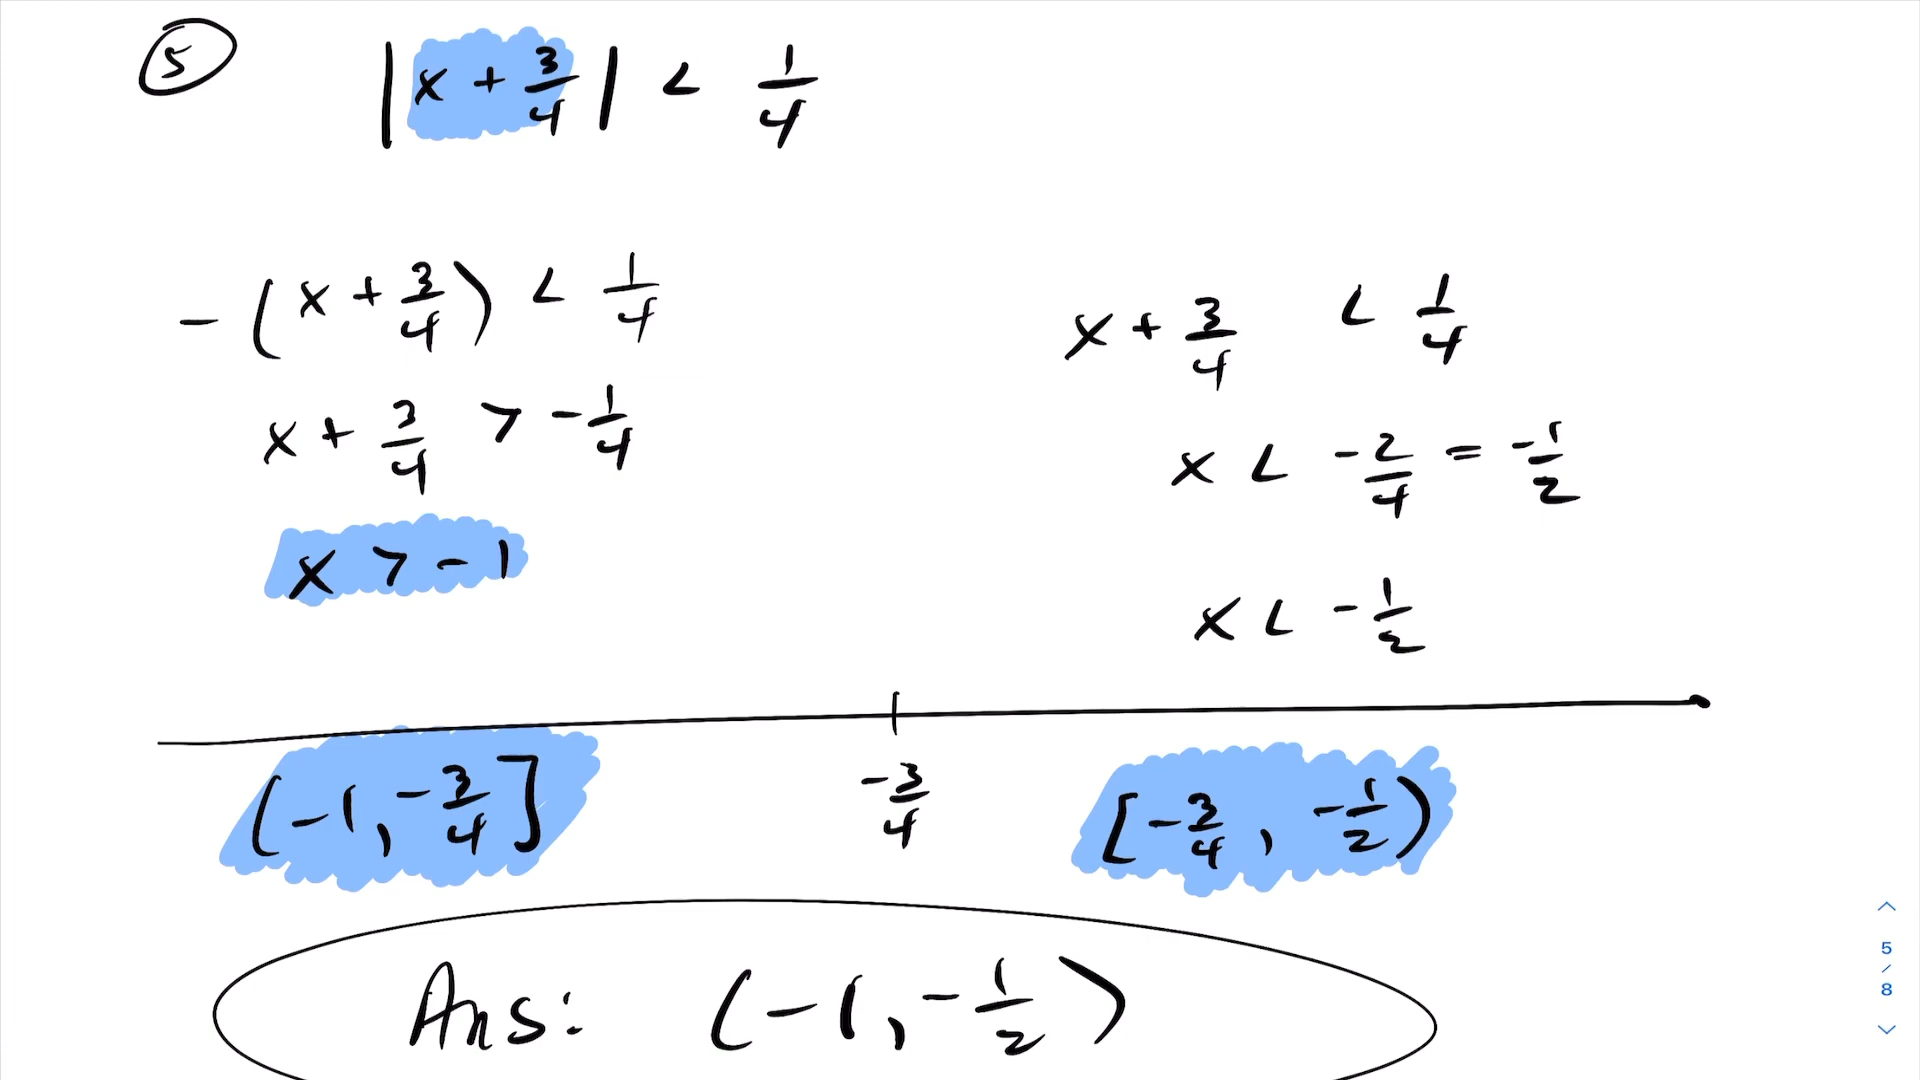 5 |x + 3/4| < 1/4
-(x + 3/4) < 1/4
x + 3/4 > -1/4
x > -1
x + 3/4 < 1/4
x < -2/4 = -1/2
x < -1/2
(-1, -3/4]
-3/4
[-3/4, -1/2)
Ans: (-1, -1/2)
5
/
8